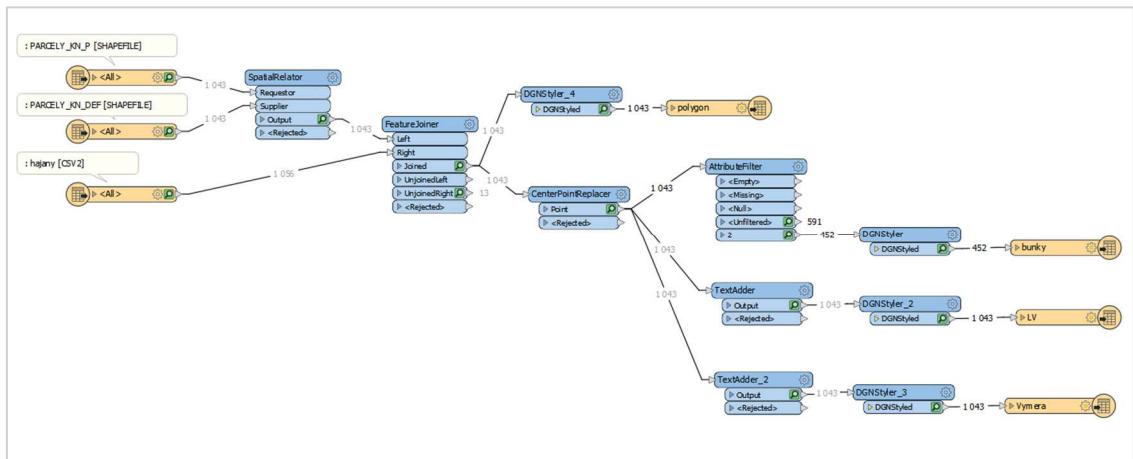 : PARCELY_KN_P [SHAPEFILE]
<All>
: PARCELY_KN_DEF [SHAPEFILE]
<All>
: hajany [CSV2]
<All>
1 043
1 043
1 056
SpatialRelator
Requestor
Supplier
Output
<Rejected>
1 043
FeatureJoiner
Left
Right
Joined
UnjoinedLeft
UnjoinedRight
13
<Rejected>
1 043
1 043
DGNStyler_4
DGNStyled
1 043
polygon
CenterPointReplacer
Point
<Rejected>
1 043
1 043
1 043
AttributeFilter
<Empty>
<Missing>
<Null>
<Unfiltered>
591
2
452
DGNStyler
DGNStyled
452
bunky
TextAdder
Output
<Rejected>
1 043
DGNStyler_2
DGNStyled
1 043
LV
TextAdder_2
Output
<Rejected>
1 043
DGNStyler_3
DGNStyled
1 043
Vymera